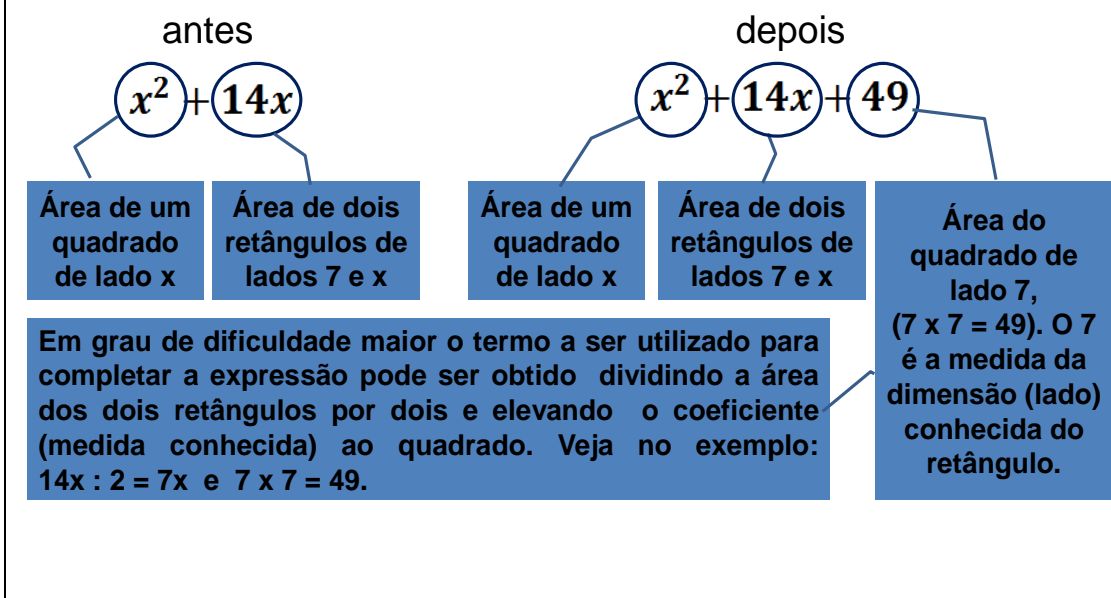 antes
x² + 14x
Área de um
quadrado
de lado x
Área de dois
retângulos de
lados 7 e x
depois
x² + 14x + 49
Área de um
quadrado
de lado x
Área de dois
retângulos de
lados 7 e x
Área do
quadrado de
lado 7,
(7 x 7 = 49). O 7
é a medida da
dimensão (lado)
conhecida do
retângulo.
Em grau de dificuldade maior o termo a ser utilizado para
completar a expressão pode ser obtido dividindo a área
dos dois retângulos por dois e elevando o coeficiente
(medida conhecida) ao quadrado. Veja no exemplo:
14x : 2 = 7x e 7 x 7 = 49.